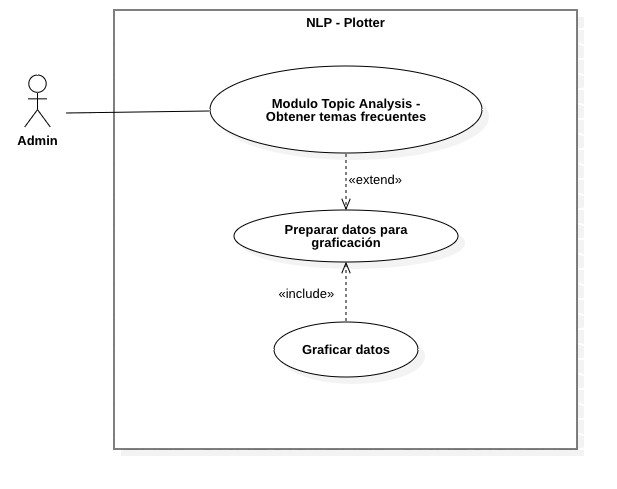 NLP - Plotter
Modulo Topic Analysis -
Obtener temas frecuentes
Admin
«extend»
Preparar datos para
graficación
«include»
Graficar datos